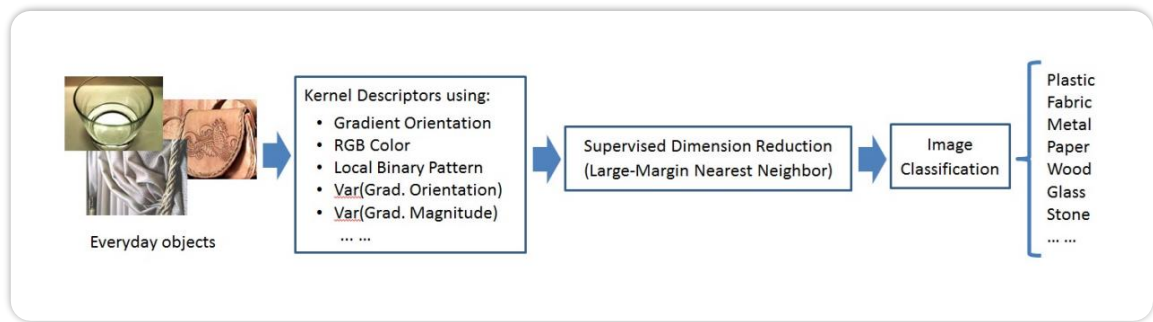 Everyday objects
Kernel Descriptors using:
• Gradient Orientation
• RGB Color
• Local Binary Pattern
• Var(Grad. Orientation)
• Var(Grad. Magnitude)
... ...
Supervised Dimension Reduction
(Large-Margin Nearest Neighbor)
Image
Classification
Plastic
Fabric
Metal
Paper
Wood
Glass
Stone
... ...